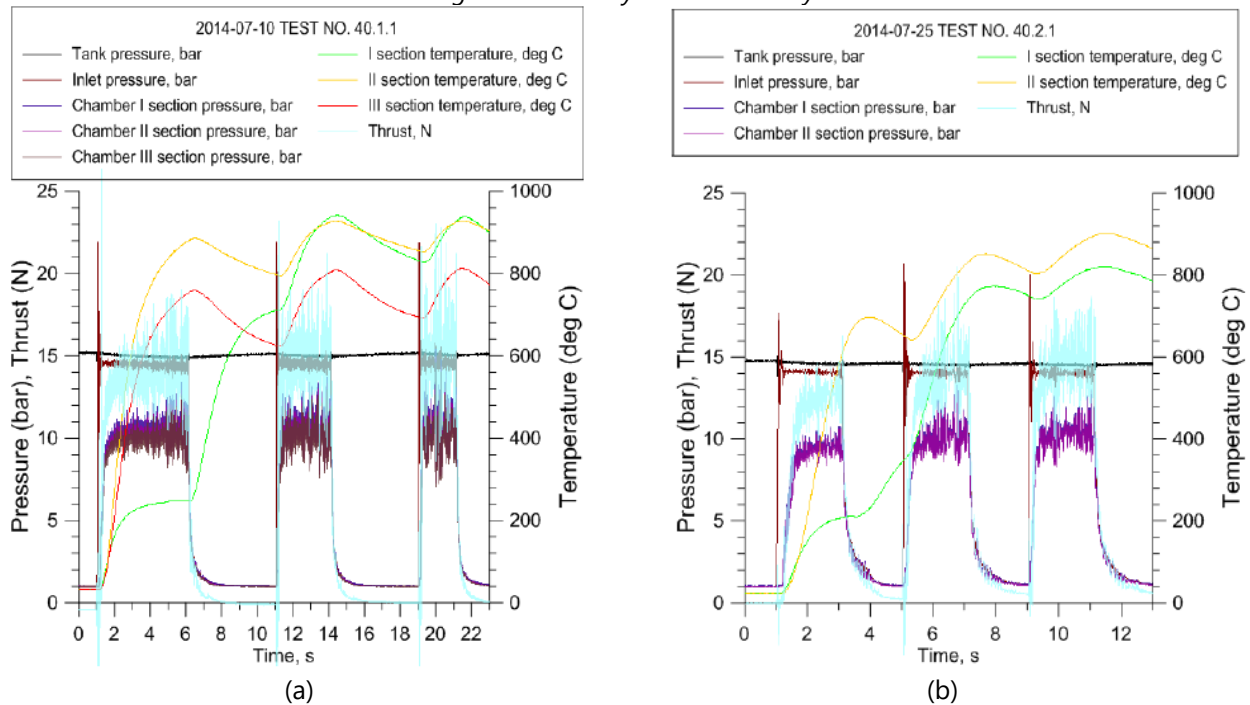 2014-07-10 TEST NO. 40.1.1
Tank pressure, bar
Inlet pressure, bar
Chamber I section pressure, bar
Chamber II section pressure, bar
Chamber III section pressure, bar
I section temperature, deg C
II section temperature, deg C
III section temperature, deg C
Thrust, N
25
20
15
10
5
0
Pressure (bar), Thrust (N)
1000
800
600
400
200
0
Temperature (deg C)
0 2 4 6 8 10 12 14 16 18 20 22
Time, s
(a)
2014-07-25 TEST NO. 40.2.1
Tank pressure, bar
Inlet pressure, bar
Chamber I section pressure, bar
Chamber II section pressure, bar
I section temperature, deg C
II section temperature, deg C
Thrust, N
25
20
15
10
5
0
Pressure (bar), Thrust (N)
1000
800
600
400
200
0
Temperature (deg C)
0 2 4 6 8 10 12
Time, s
(b)